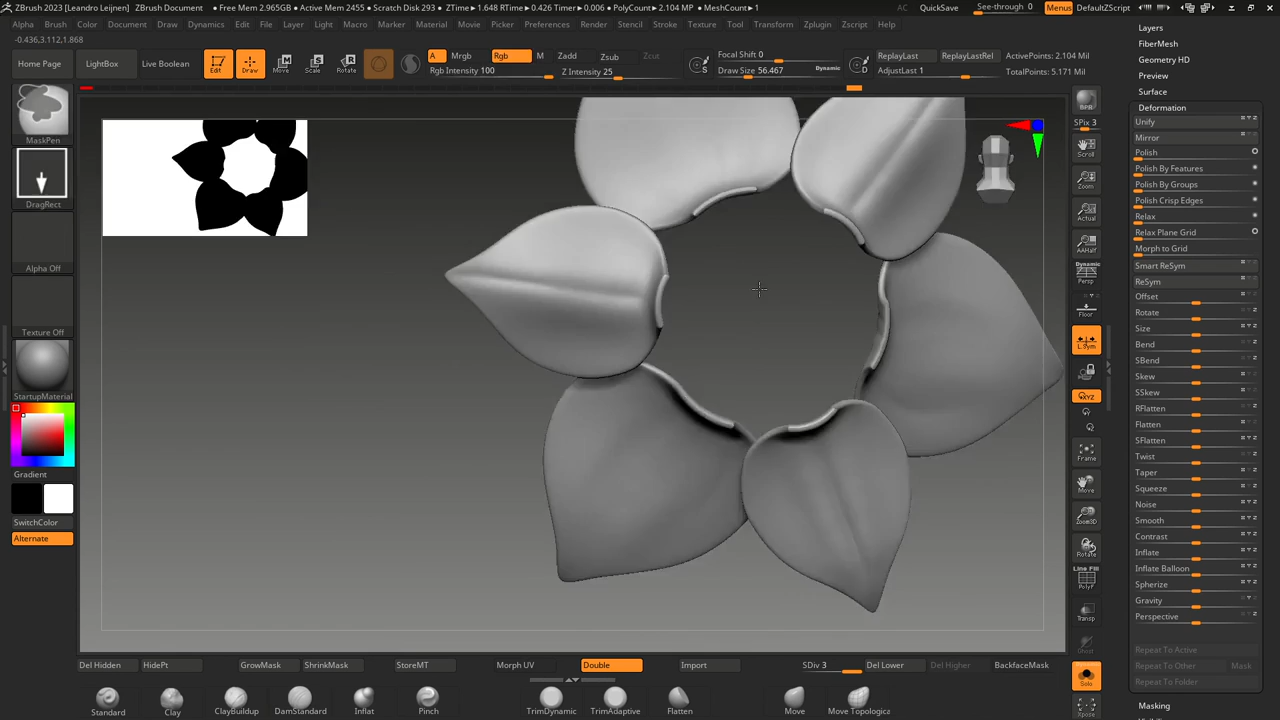 ZBrush 2023 [Leandro Leijnen] ZBrush Document ● Free Mem 2.965GB ● Active Mem 2455 ● Scratch Disk 293 ● ZTime▸1.648 RTime▸0.426 Timer▸0.006 ● PolyCount▸2.104 MP ● MeshCount▸1 AC QuickSave See-through 0 Menus DefaultZScript
Alpha Brush Color Document Draw Dynamics Edit File Layer Light Macro Marker Material Movie Picker Preferences Render Stencil Stroke Texture Tool Transform Zplugin Zscript Help
-0.436,3.112,1.868
Home Page LightBox Live Boolean Edit Draw Move Scale Rotate
A Mrgb Rgb M Zadd Zsub Zcut
Rgb Intensity 100 Z Intensity 25
Focal Shift 0
Draw Size 56.467 Dynamic
S D
ReplayLast ReplayLastRel
AdjustLast 1
ActivePoints: 2.104 Mil
TotalPoints: 5.171 Mil
MaskPen
DragRect
Alpha Off
Texture Off
StartupMaterial
Gradient
SwitchColor
Alternate
BPR
SPix 3
Scroll
Zoom
Actual
AAHalf
Dynamic
Persp
Floor
L.Sym
XYZ
Frame
Move
Zoom3D
Rotate
Line Fill
PolyF
Transp
Ghost
Solo
Xpose
Layers
FiberMesh
Geometry HD
Preview
Surface
Deformation
Unify
Mirror
Polish
Polish By Features
Polish By Groups
Polish Crisp Edges
Relax
Relax Plane Grid
Morph to Grid
Smart ReSym
ReSym
Offset
Rotate
Size
Bend
SBend
Skew
SSkew
RFlatten
Flatten
SFlatten
Twist
Taper
Squeeze
Noise
Smooth
Contrast
Inflate
Inflate Balloon
Spherize
Gravity
Perspective
Repeat To Active
Repeat To Other Mask
Repeat To Folder
Masking
Del Hidden HidePt GrowMask ShrinkMask StoreMT Morph UV Double Import SDiv 3 Del Lower Del Higher BackfaceMask
Standard Clay ClayBuildup DamStandard Inflat Pinch TrimDynamic TrimAdaptive Flatten Move Move Topologica